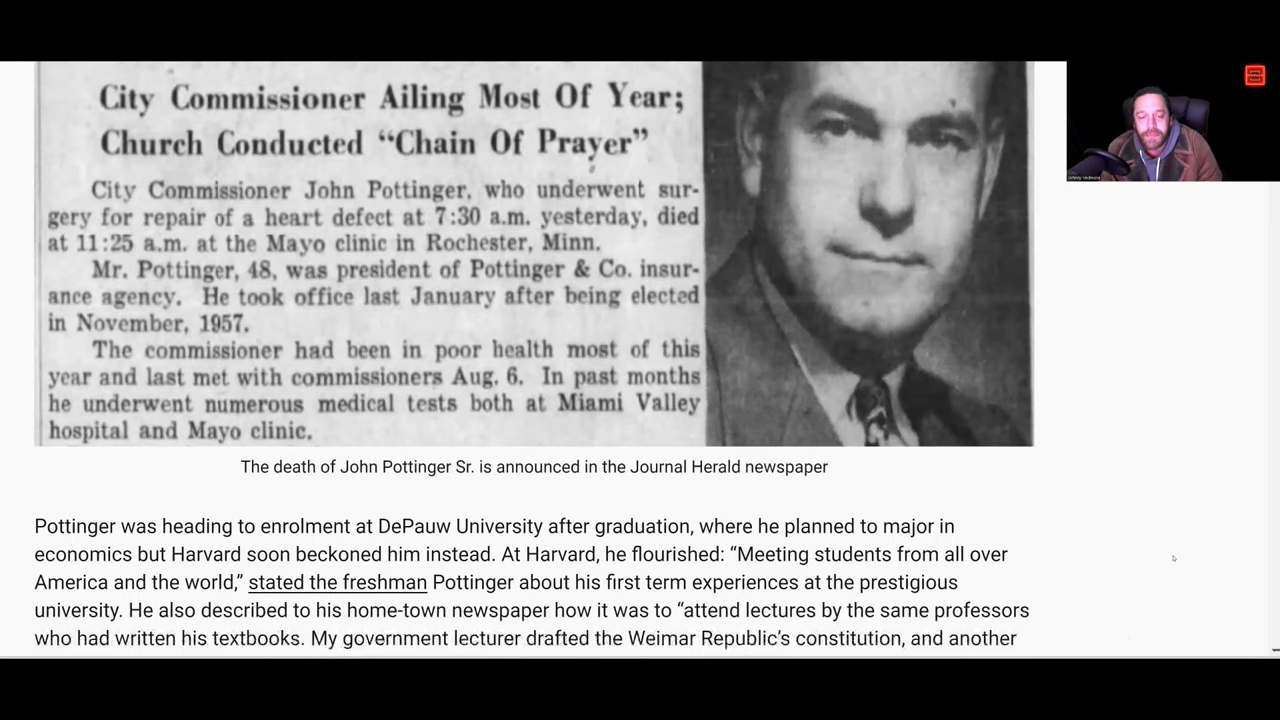 City Commissioner Ailing Most Of Year;
Church Conducted “Chain Of Prayer”
City Commissioner John Pottinger, who underwent sur-
gery for repair of a heart defect at 7:30 a.m. yesterday, died
at 11:25 a.m. at the Mayo clinic in Rochester, Minn.
Mr. Pottinger, 48, was president of Pottinger & Co. insur-
ance agency. He took office last January after being elected
in November, 1957.
The commissioner had been in poor health most of this
year and last met with commissioners Aug. 6. In past months
he underwent numerous medical tests both at Miami Valley
hospital and Mayo clinic.
The death of John Pottinger Sr. is announced in the Journal Herald newspaper
Pottinger was heading to enrolment at DePauw University after graduation, where he planned to major in
economics but Harvard soon beckoned him instead. At Harvard, he flourished: “Meeting students from all over
America and the world,” stated the freshman Pottinger about his first term experiences at the prestigious
university. He also described to his home-town newspaper how it was to “attend lectures by the same professors
who had written his textbooks. My government lecturer drafted the Weimar Republic’s constitution, and another
Johnny Vedmore